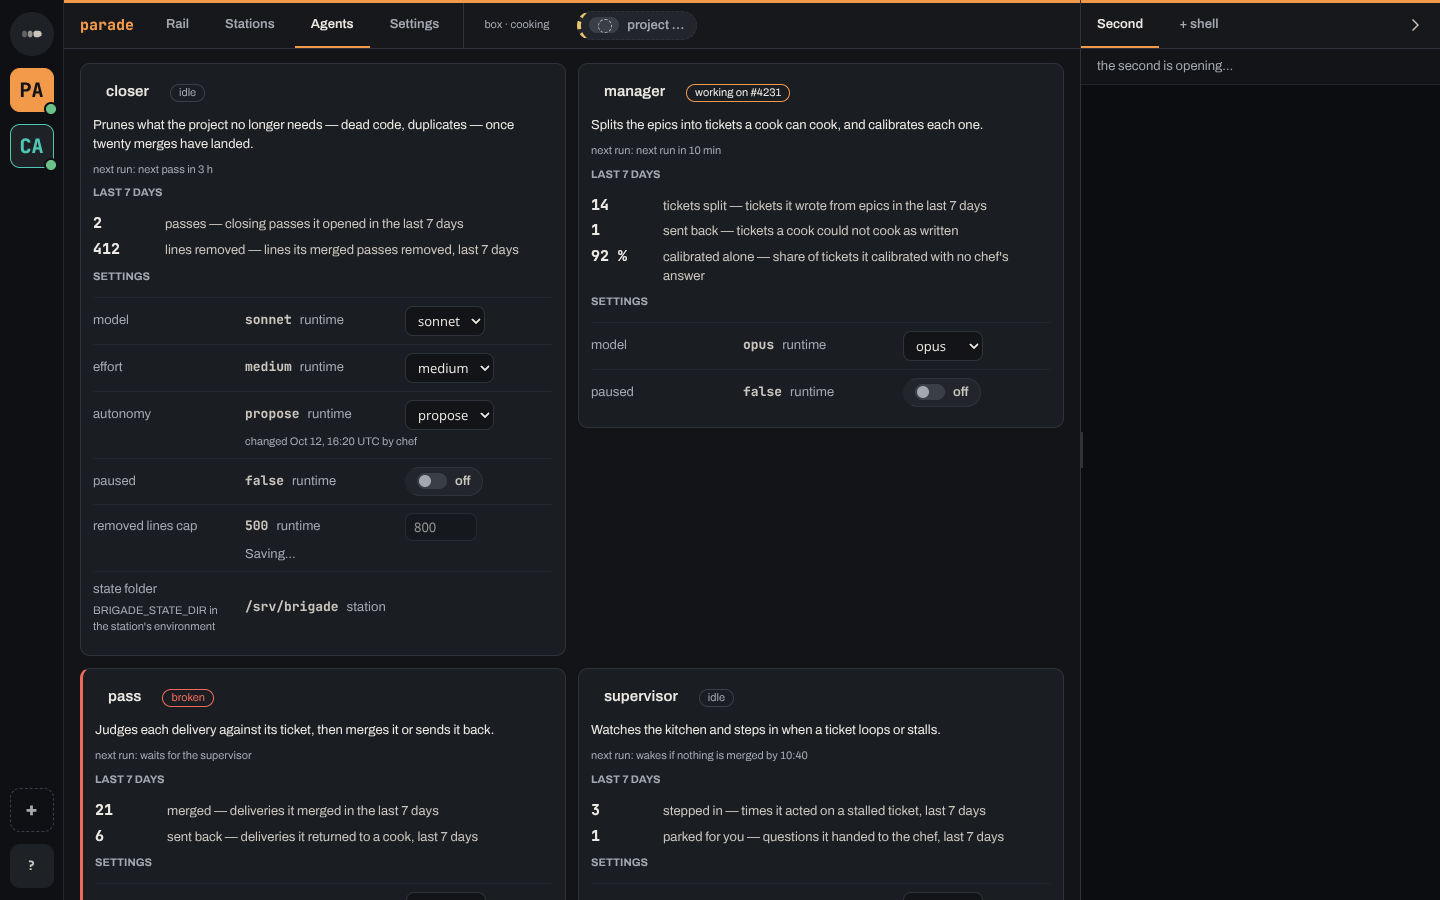 parade Rail Stations Agents Settings box · cooking project ...
Second + shell
PA
CA
+
?
the second is opening...
closer idle
Prunes what the project no longer needs — dead code, duplicates — once
twenty merges have landed.
next run: next pass in 3 h
LAST 7 DAYS
2 passes — closing passes it opened in the last 7 days
412 lines removed — lines its merged passes removed, last 7 days
SETTINGS
model sonnet runtime sonnet
effort medium runtime medium
autonomy propose runtime propose
changed Oct 12, 16:20 UTC by chef
paused false runtime off
removed lines cap 500 runtime 800
Saving...
state folder
BRIGADE_STATE_DIR in
the station's environment
/srv/brigade station
manager working on #4231
Splits the epics into tickets a cook can cook, and calibrates each one.
next run: next run in 10 min
LAST 7 DAYS
14 tickets split — tickets it wrote from epics in the last 7 days
1 sent back — tickets a cook could not cook as written
92 % calibrated alone — share of tickets it calibrated with no chef's
answer
SETTINGS
model opus runtime opus
paused false runtime off
pass broken
Judges each delivery against its ticket, then merges it or sends it back.
next run: waits for the supervisor
LAST 7 DAYS
21 merged — deliveries it merged in the last 7 days
6 sent back — deliveries it returned to a cook, last 7 days
SETTINGS
supervisor idle
Watches the kitchen and steps in when a ticket loops or stalls.
next run: wakes if nothing is merged by 10:40
LAST 7 DAYS
3 stepped in — times it acted on a stalled ticket, last 7 days
1 parked for you — questions it handed to the chef, last 7 days
SETTINGS